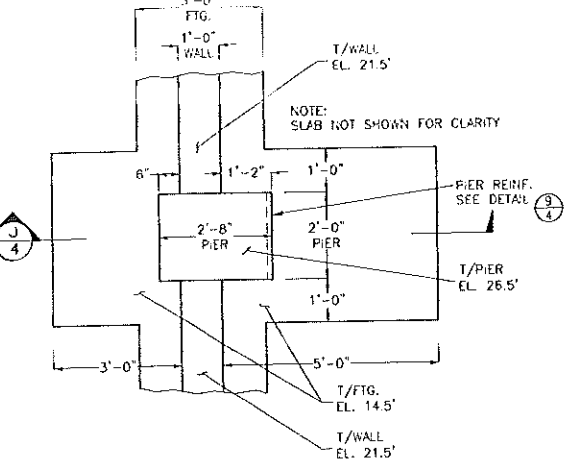 FTG.
1'-0"
WALL
T/WALL
EL. 21.5'
NOTE:
SLAB NOT SHOWN FOR CLARITY
6"
1'-2"
1'-0"
PIER REINF.
SEE DETAIL
9
4
J
4
2'-8"
PIER
2'-0"
PIER
T/PIER
EL. 26.5'
1'-0"
3'-0"
5'-0"
T/FTG.
EL. 14.5'
T/WALL
EL. 21.5'